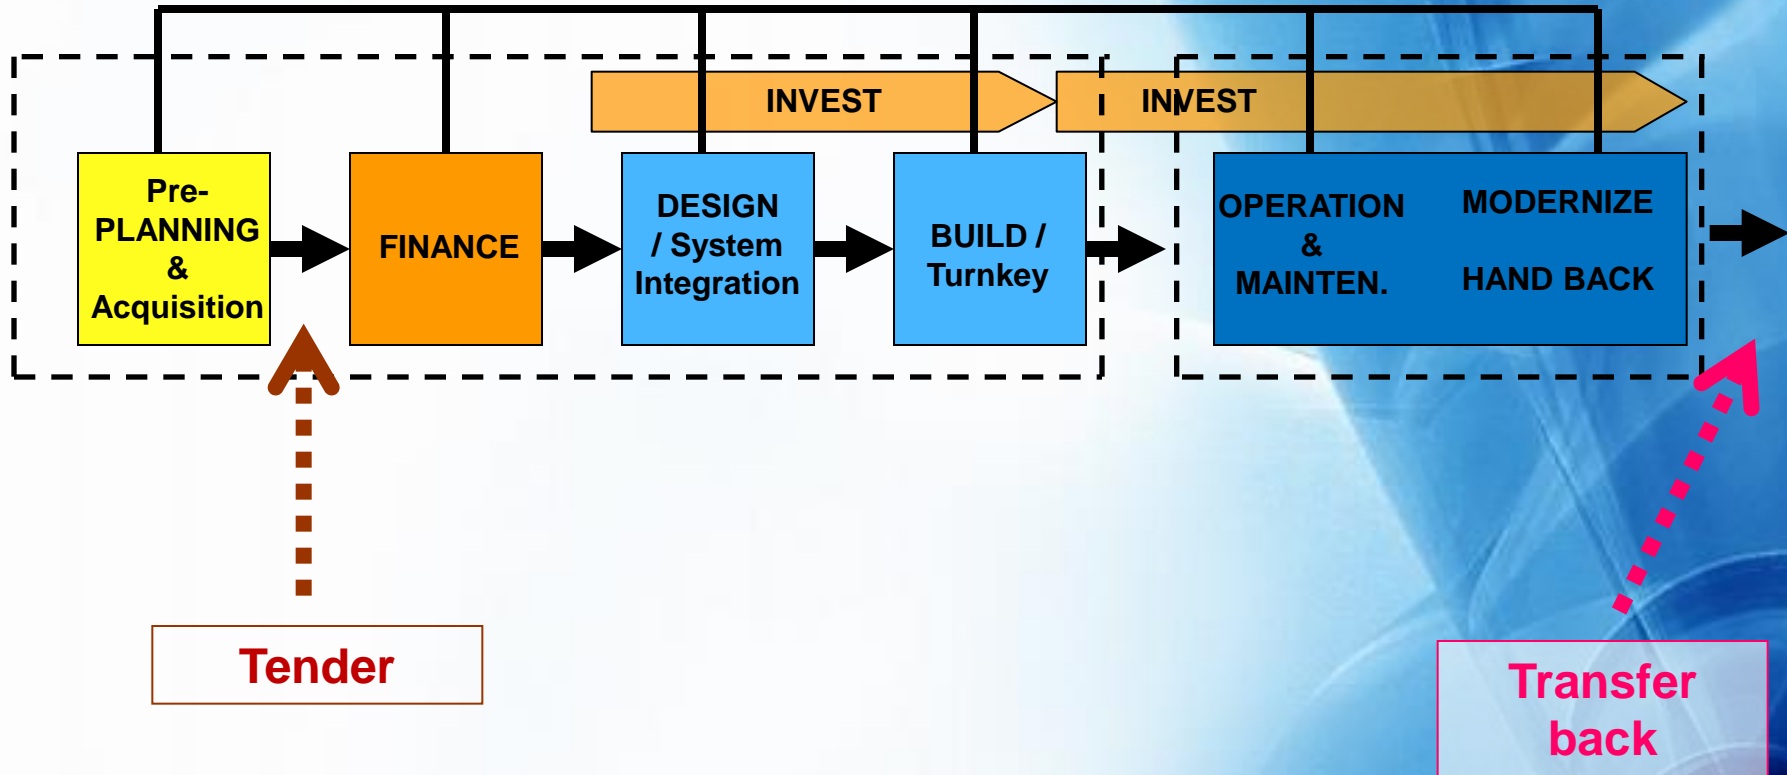 INVEST
INVEST
Pre-
PLANNING
&
Acquisition
FINANCE
DESIGN
/ System
Integration
BUILD /
Turnkey
OPERATION
&
MAINTEN.
MODERNIZE
HAND BACK
Tender
Transfer
back